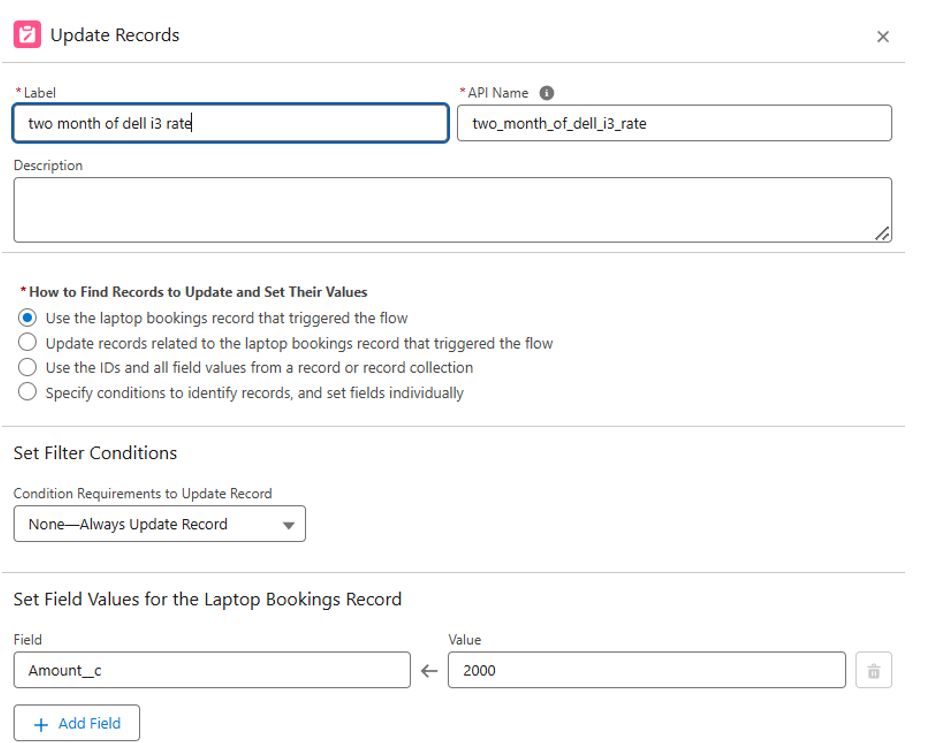 Update Records
* Label
* API Name
two month of dell i3 rate
two_month_of_dell_i3_rate
Description
* How to Find Records to Update and Set Their Values
Use the laptop bookings record that triggered the flow
Update records related to the laptop bookings record that triggered the flow
Use the IDs and all field values from a record or record collection
Specify conditions to identify records, and set fields individually
Set Filter Conditions
Condition Requirements to Update Record
None—Always Update Record
Set Field Values for the Laptop Bookings Record
Field
Value
Amount__c
2000
+ Add Field